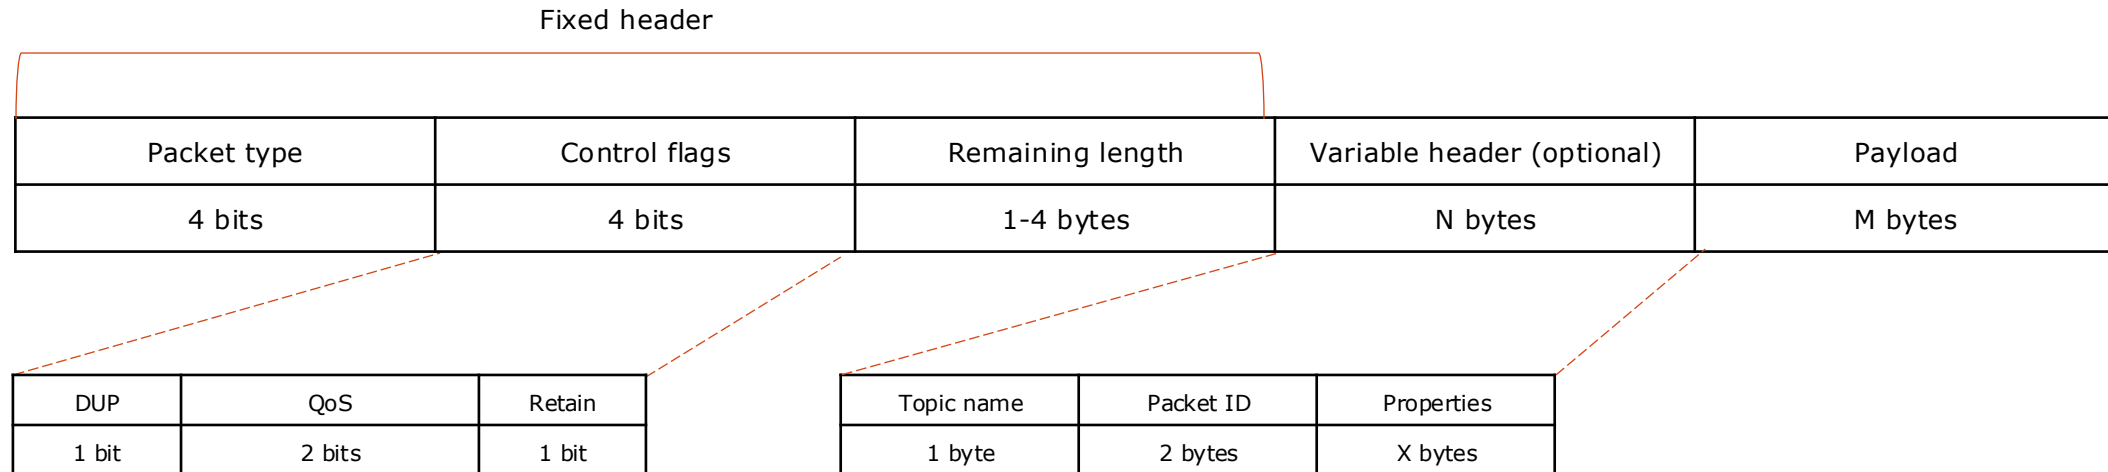 Fixed header
Packet type Control flags Remaining length Variable header (optional) Payload
4 bits 4 bits 1-4 bytes N bytes M bytes
DUP QoS Retain Topic name Packet ID Properties
1 bit 2 bits 1 bit 1 byte 2 bytes X bytes